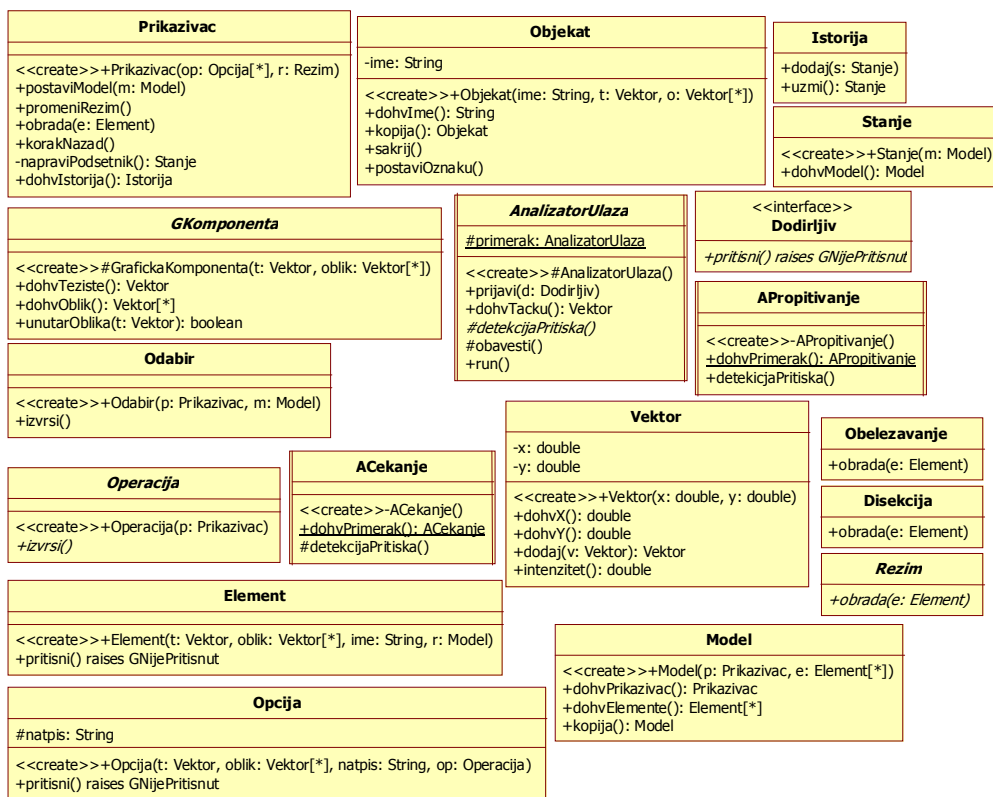 Prikazivac
<<create>>+Prikazivac(op: Opcija[*], r: Rezim)
+postaviModel(m: Model)
+promeniRezim()
+obrada(e: Element)
+korakNazad()
-napraviPodsetnik(): Stanje
+dohvIstorija(): Istorija
Objekat
-ime: String
<<create>>+Objekat(ime: String, t: Vektor, o: Vektor[*])
+dohvIme(): String
+kopija(): Objekat
+sakrij()
+postaviOznaku()
Istorija
+dodaj(s: Stanje)
+uzmi(): Stanje
Stanje
<<create>>+Stanje(m: Model)
+dohvModel(): Model
GKomponenta
<<create>>#GrafickaKomponenta(t: Vektor, oblik: Vektor[*])
+dohvTeziste(): Vektor
+dohvOblik(): Vektor[*]
+unutarOblika(t: Vektor): boolean
AnalizatorUlaza
#primerak: AnalizatorUlaza
<<create>>#AnalizatorUlaza()
+prijavi(d: Dodirljiv)
+dohvTacku(): Vektor
#detekcijaPritiska()
#obavesti()
+run()
<<interface>>
Dodirljiv
+pritisni() raises GNijePritisnut
APropitivanje
<<create>>-APropitivanje()
+dohvPrimerak(): APropitivanje
+detekicjaPritiska()
Odabir
<<create>>+Odabir(p: Prikazivac, m: Model)
+izvrsi()
Operacija
<<create>>+Operacija(p: Prikazivac)
+izvrsi()
ACekanje
<<create>>-ACekanje()
+dohvPrimerak(): ACekanje
#detekcijaPritiska()
Vektor
-x: double
-y: double
<<create>>+Vektor(x: double, y: double)
+dohvX(): double
+dohvY(): double
+dodaj(v: Vektor): Vektor
+intenzitet(): double
Obelezavanje
+obrada(e: Element)
Disekcija
+obrada(e: Element)
Rezim
+obrada(e: Element)
Element
<<create>>+Element(t: Vektor, oblik: Vektor[*], ime: String, r: Model)
+pritisni() raises GNijePritisnut
Model
<<create>>+Model(p: Prikazivac, e: Element[*])
+dohvPrikazivac(): Prikazivac
+dohvElemente(): Element[*]
+kopija(): Model
Opcija
#natpis: String
<<create>>+Opcija(t: Vektor, oblik: Vektor[*], natpis: String, op: Operacija)
+pritisni() raises GNijePritisnut